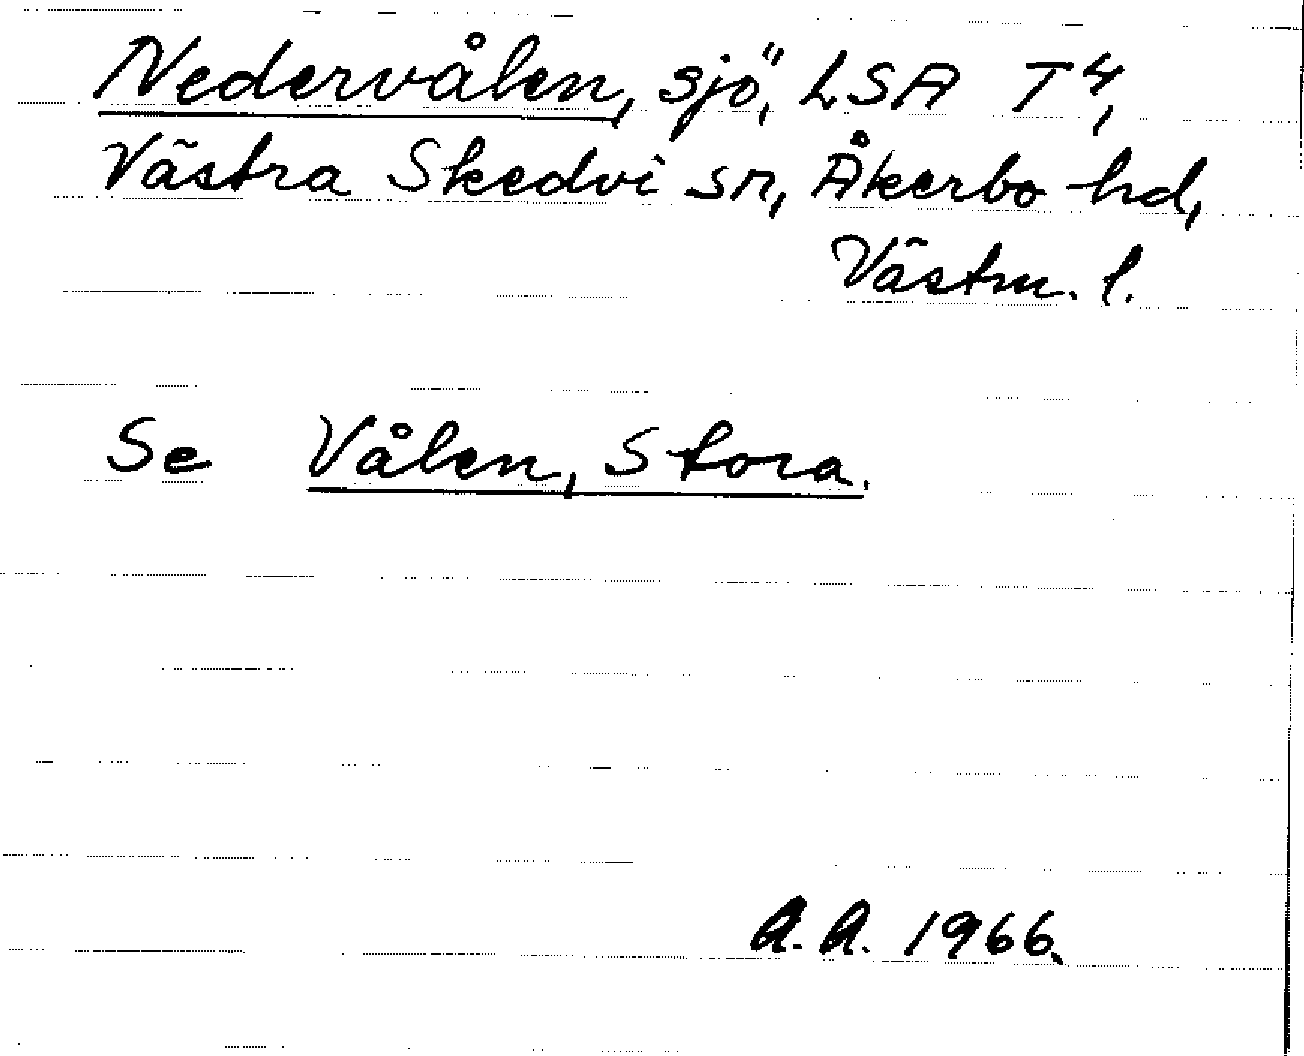 Nedervålen, sjö, LSA T4,
Västra Skedvi sn, Åkerbo hd,
Västm. l.
Se Vålen, Stora.
A.A. 1966.